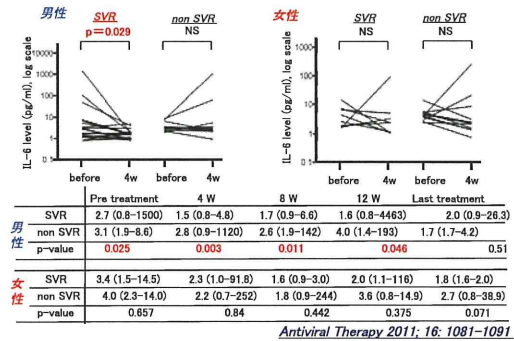 男性
SVR
non SVR
p=0.029
NS
IL-6 level (pg/ml), log scale
10000
1000
100
10
1
0.1
before 4w before 4w
女性
SVR
non SVR
NS
NS
IL-6 level (pg/ml), log scale
1000
100
10
1
0.1
before 4w before 4w
Pre treatment 4 W 8 W 12 W Last treatment
男性
SVR 2.7 (0.8-1500) 1.5 (0.8-4.8) 1.7 (0.9-6.6) 1.6 (0.8-4463) 2.0 (0.9-26.3)
non SVR 3.1 (1.9-8.6) 2.8 (0.9-1120) 2.6 (1.9-142) 4.0 (1.4-193) 1.7 (1.7-4.2)
p-value 0.025 0.003 0.011 0.046 0.51
女性
SVR 3.4 (1.5-14.5) 2.3 (1.0-91.8) 1.6 (0.9-3.0) 2.0 (1.1-116) 1.8 (1.6-2.0)
non SVR 4.0 (2.3-14.0) 2.2 (0.7-252) 1.8 (0.9-244) 3.6 (0.8-14.9) 2.7 (0.8-38.9)
p-value 0.657 0.84 0.442 0.375 0.071
Antiviral Therapy 2011; 16: 1081-1091